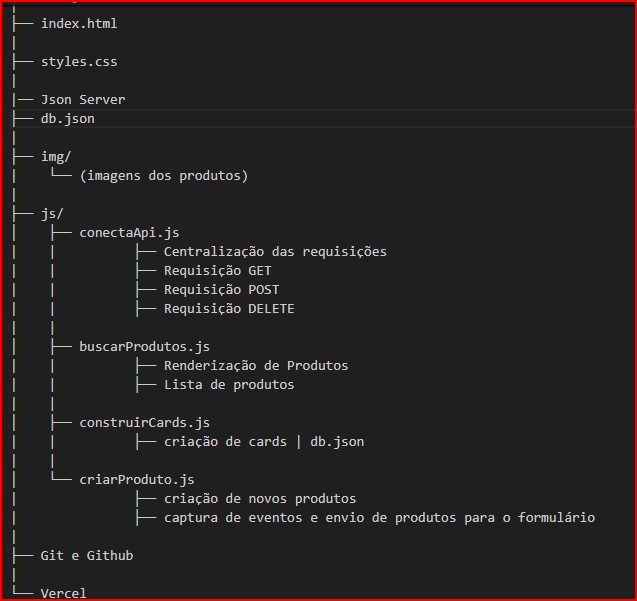 ├── index.html
│
├── styles.css
│
|── Json Server
├── db.json
│
├── img/
│   └── (imagens dos produtos)
│
├── js/
│   ├── conectaApi.js
│   │          ├── Centralização das requisições
│   │          ├── Requisição GET
│   │          ├── Requisição POST
│   │          ├── Requisição DELETE
│   │
│   ├── buscarProdutos.js
│   │          ├── Renderização de Produtos
│   │          ├── Lista de produtos
│   │
│   ├── construirCards.js
│   │          ├── criação de cards | db.json
│   │
│   └── criarProduto.js
│              ├── criação de novos produtos
│              ├── captura de eventos e envio de produtos para o formulário
│
├── Git e Github
│
└── Vercel